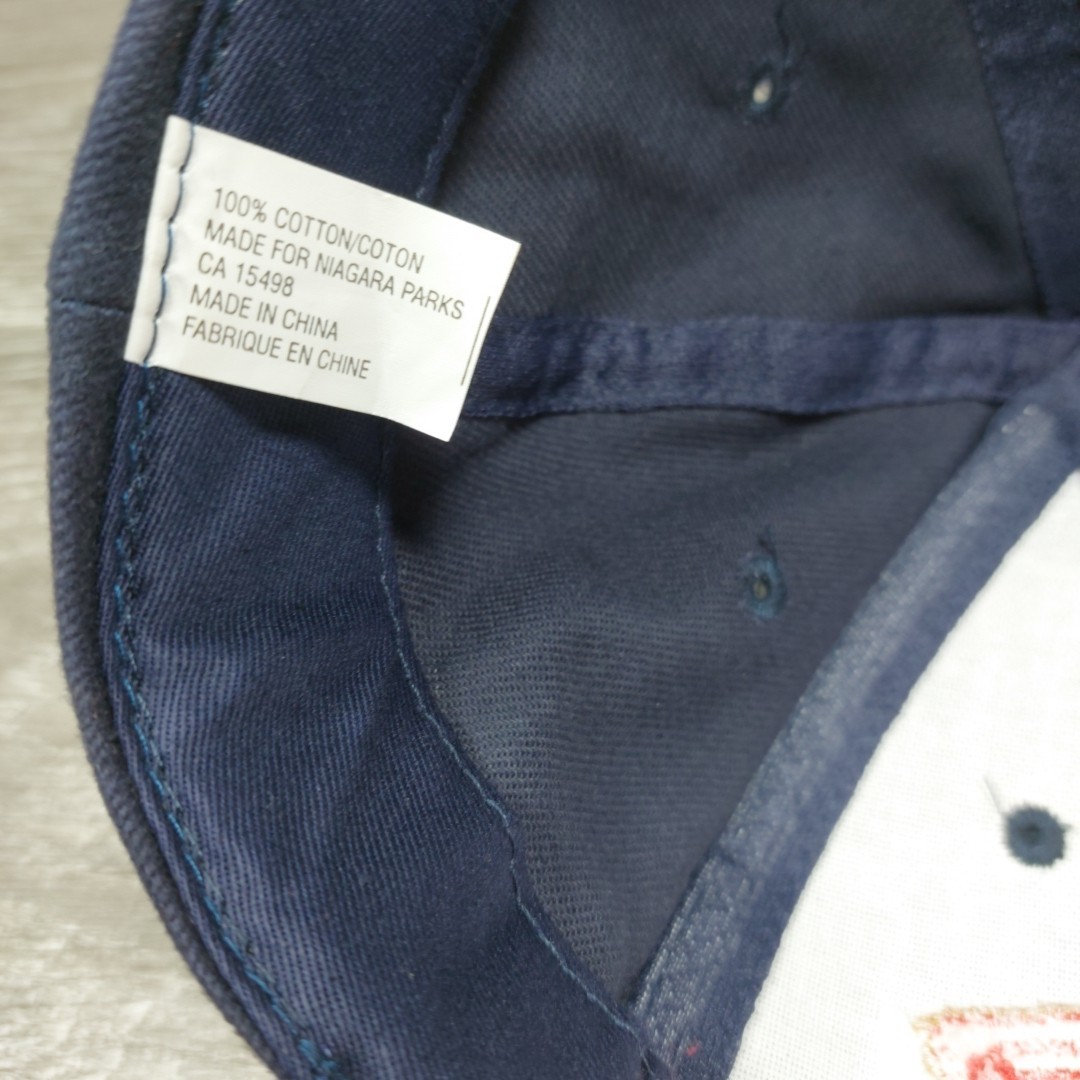 100% COTTON/COTON
MADE FOR NIAGARA PARKS
CA 15498
MADE IN CHINA
FABRIQUE EN CHINE